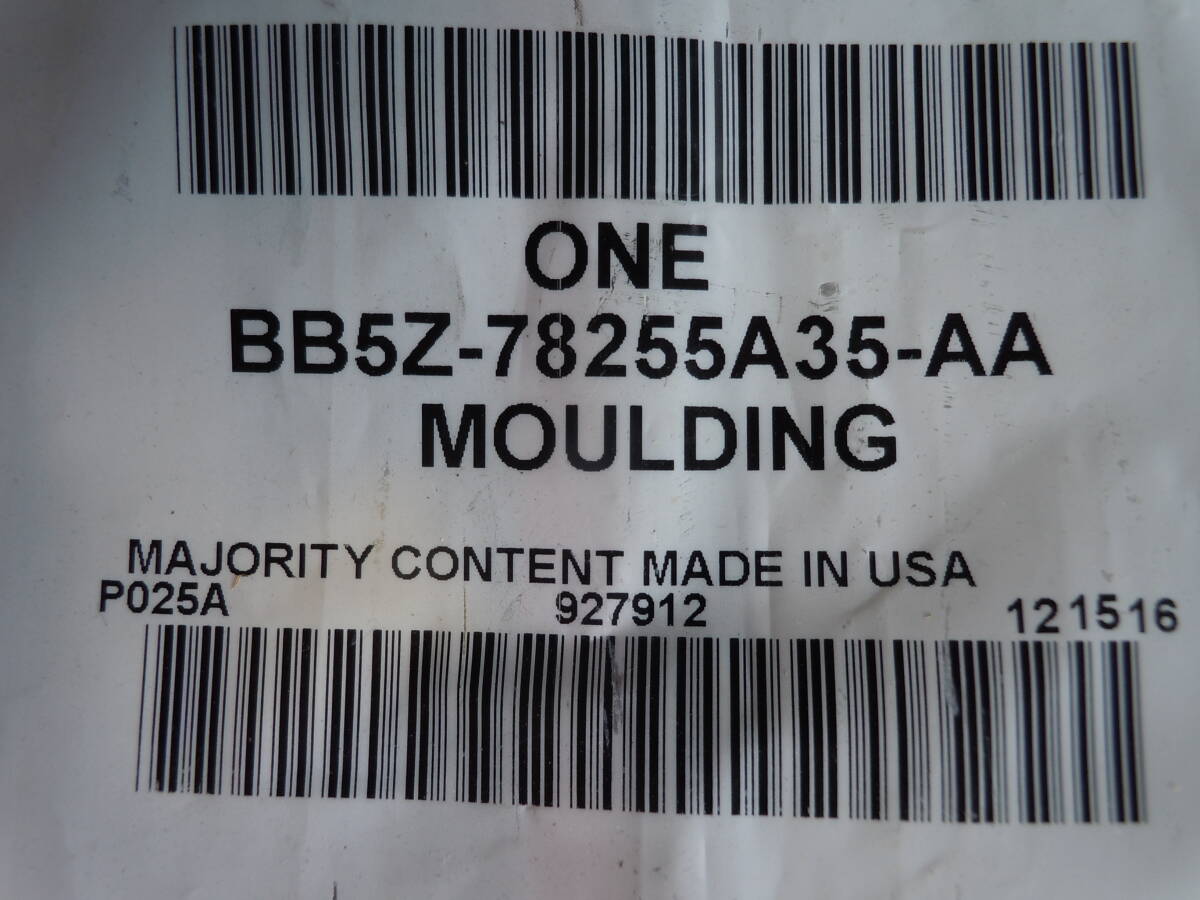 ONE
BB5Z-78255A35-AA
MOULDING
MAJORITY CONTENT MADE IN USA
P025A 927912 121516